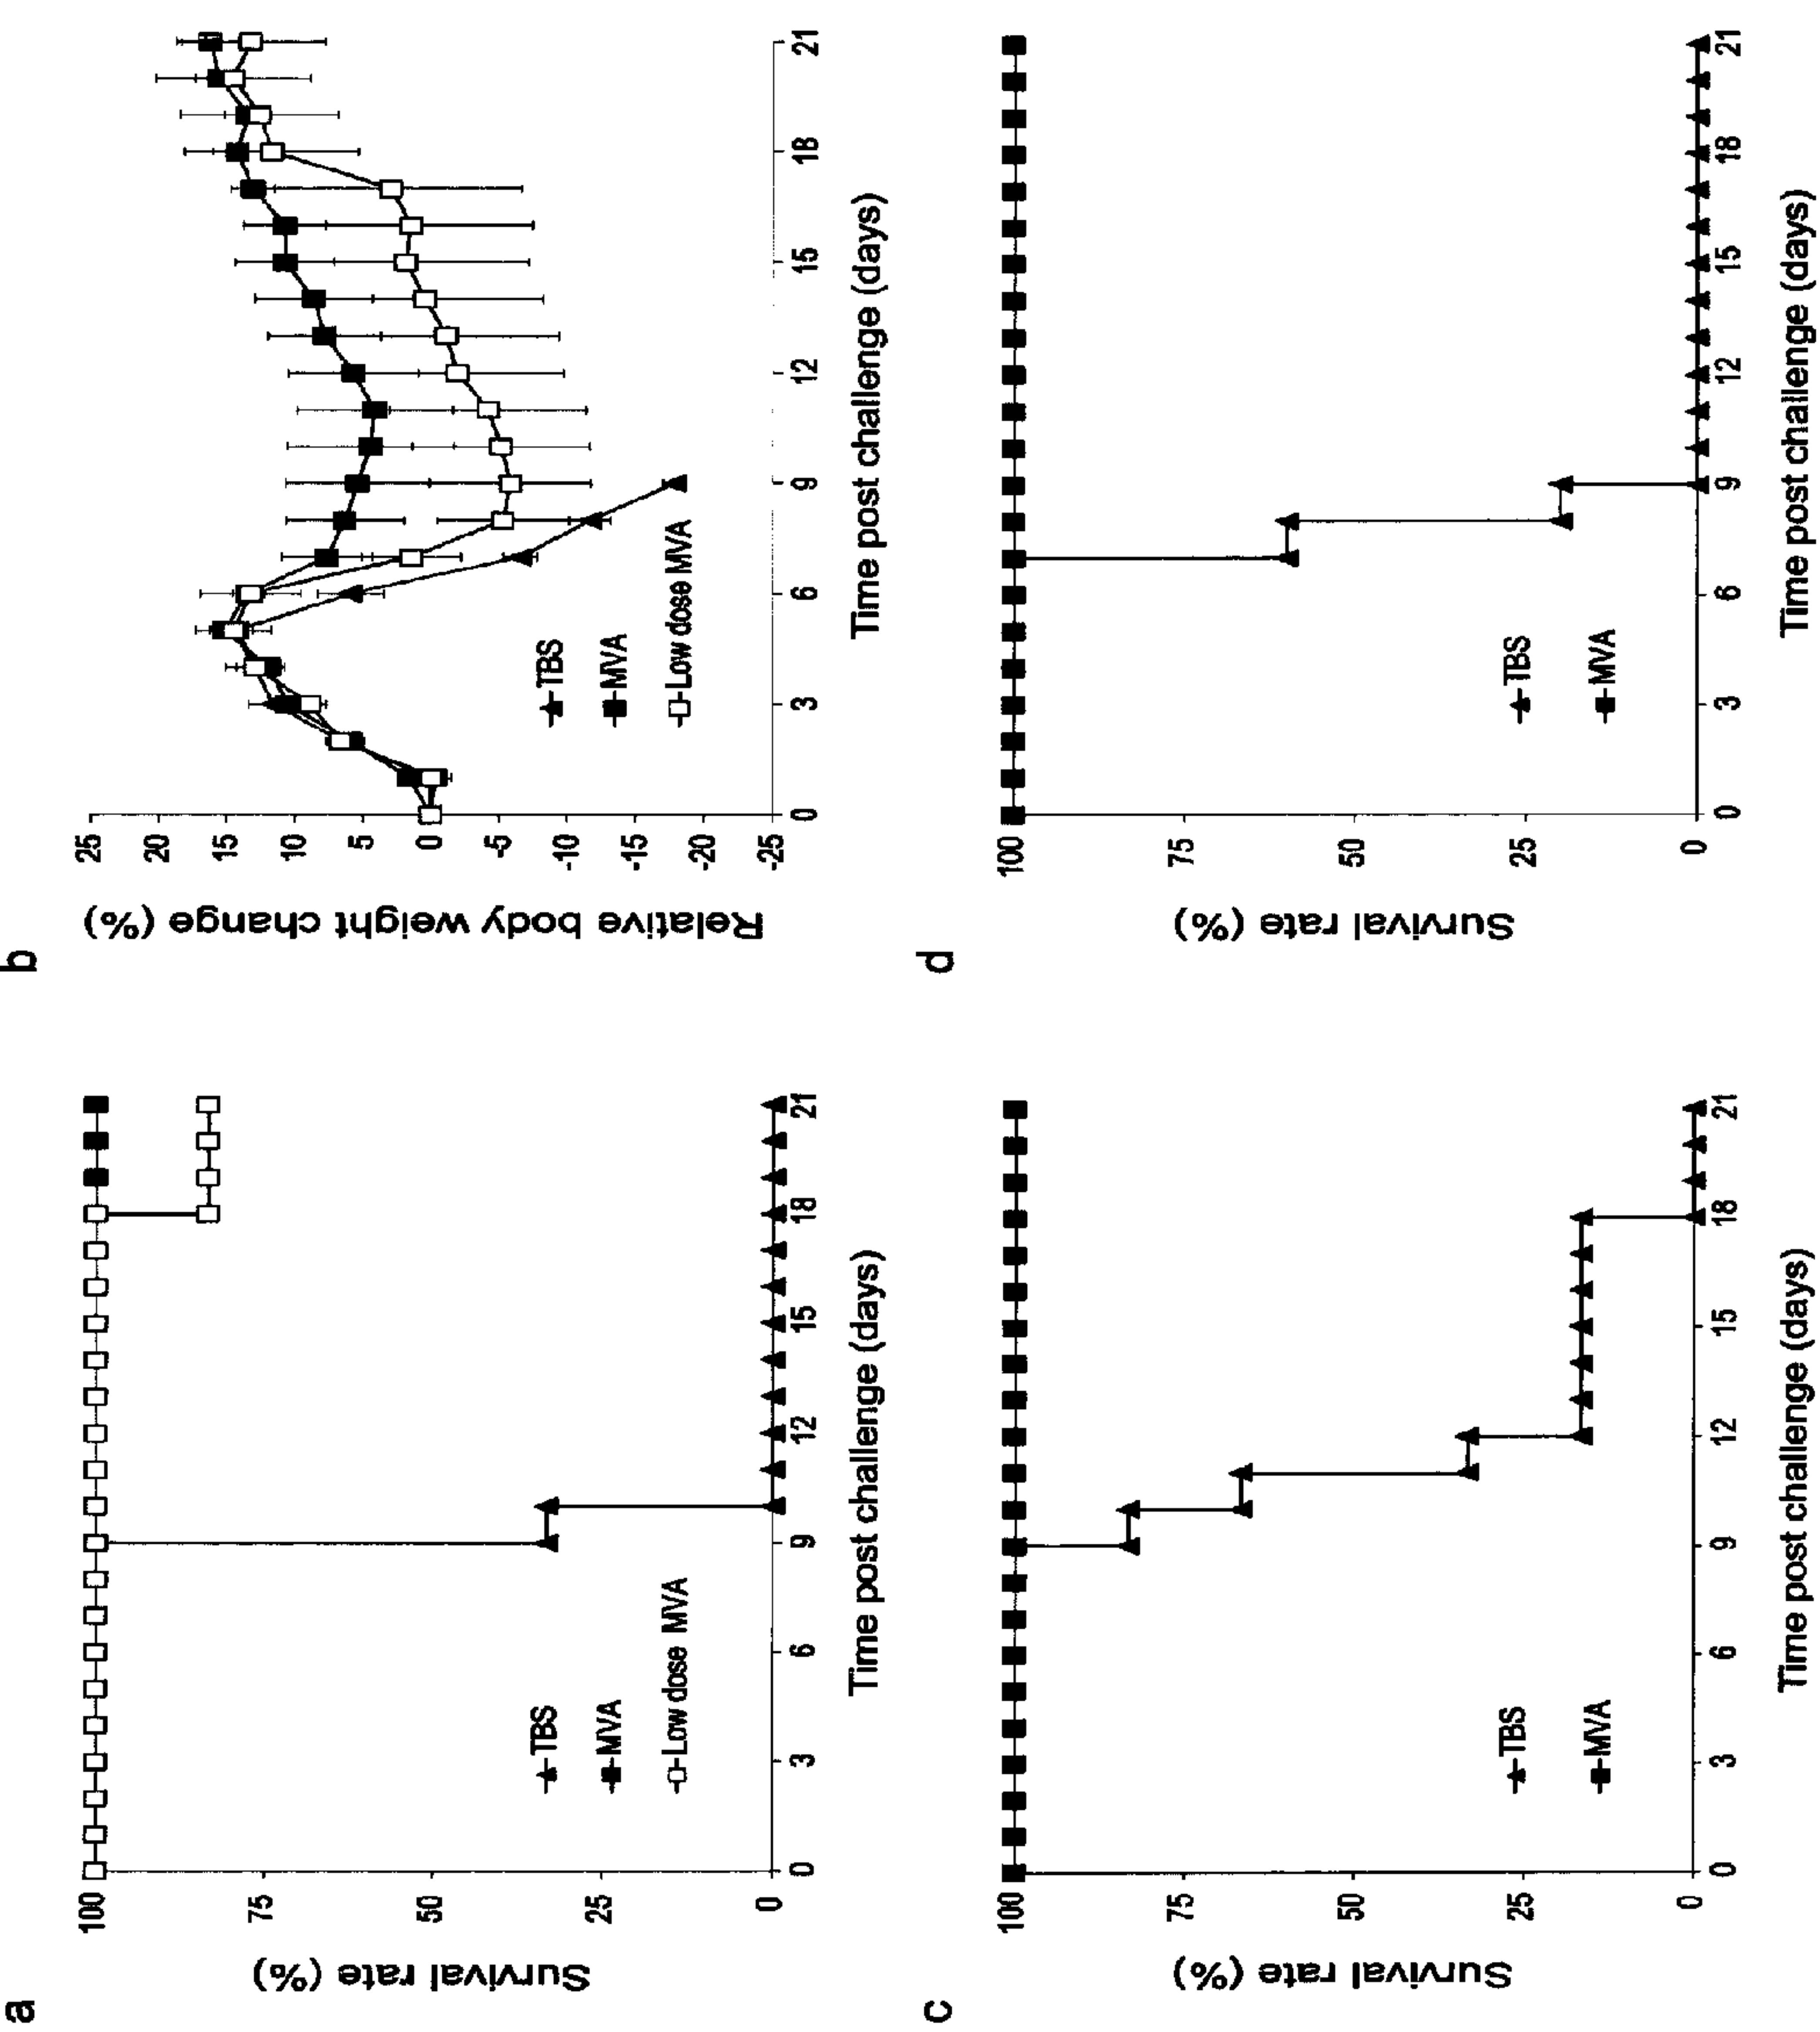 a
Survival rate (%)
100
75
50
25
0
TBS
MVA
Low dose MVA
0 3 6 9 12 15 18 21
Time post challenge (days)
b
Relative body weight change (%)
25
20
15
10
5
0
-5
-10
-15
-20
-25
TBS
MVA
Low dose MVA
0 3 6 9 12 15 18 21
Time post challenge (days)
c
Survival rate (%)
100
75
50
25
0
TBS
MVA
0 3 6 9 12 15 18 21
Time post challenge (days)
d
Survival rate (%)
100
75
50
25
0
TBS
MVA
0 3 6 9 12 15 18 21
Time post challenge (days)